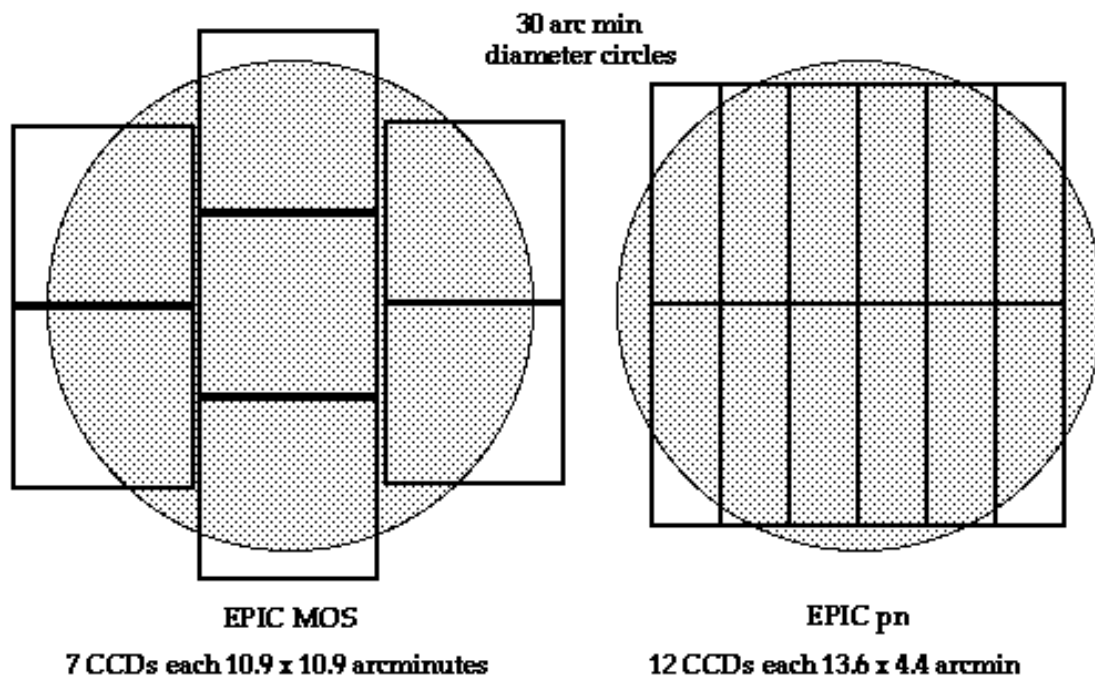 30 arc min
diameter circles
EPIC MOS
EPIC pn
7 CCDs each 10.9 x 10.9 arcminutes
12 CCDs each 13.6 x 4.4 arcmin